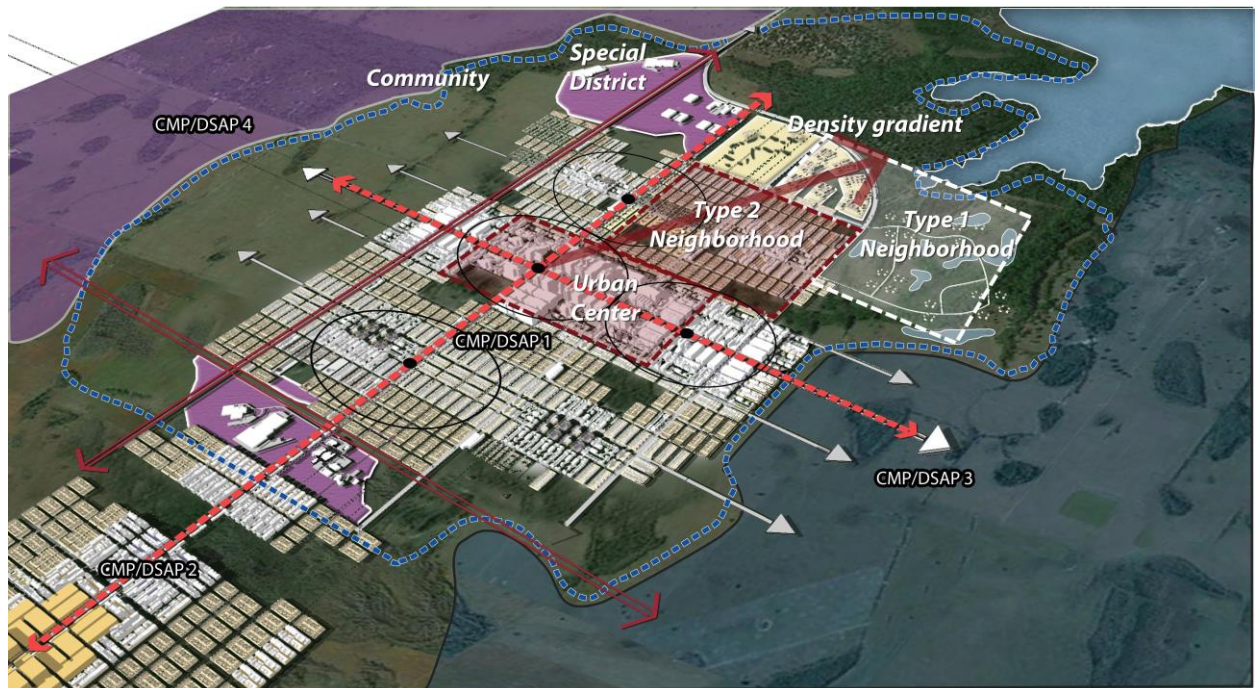 Special
District
Community
CMP/DSAP 4
Density gradient
Type 2
Neighborhood
Type 1
Neighborhood
Urban
Center
CMP/DSAP 1
CMP/DSAP 3
CMP/DSAP 2